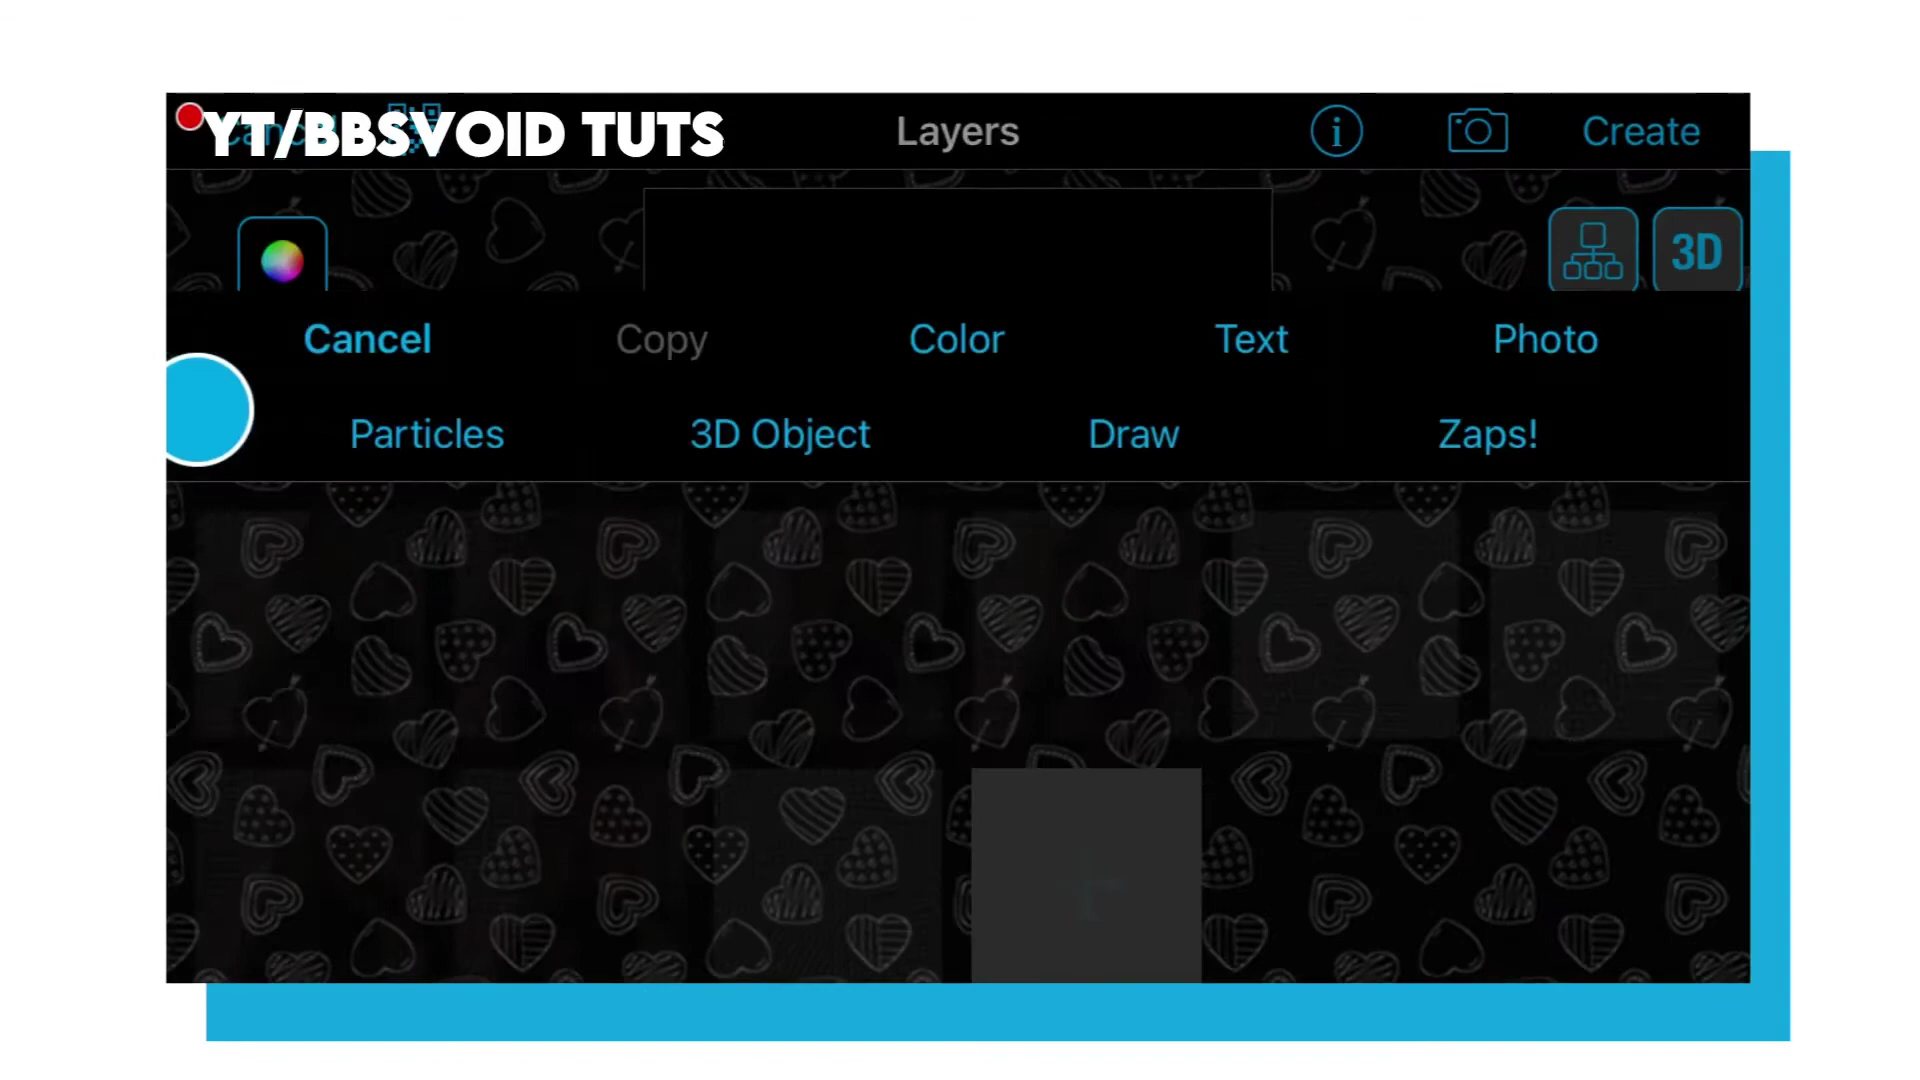 YT/BBSVOID TUTS
Layers
Create
3D
Cancel
Copy
Color
Text
Photo
Particles
3D Object
Draw
Zaps!